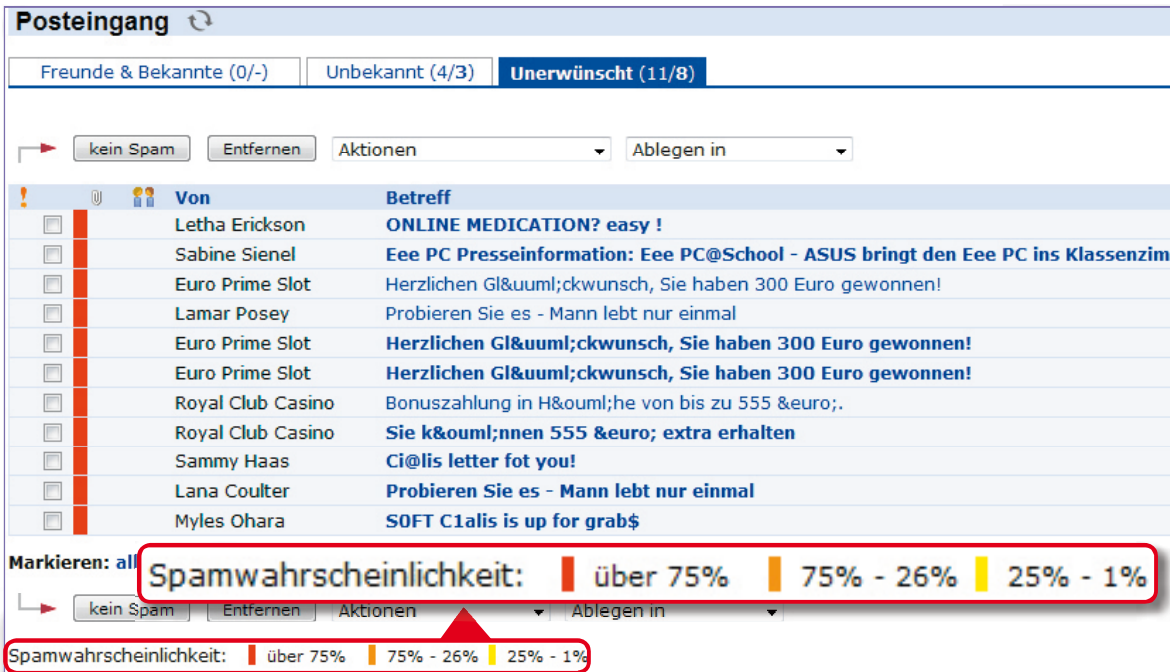 Posteingang
Freunde & Bekannte (0/-) Unbekannt (4/3) Unerwünscht (11/8)
kein Spam Entfernen Aktionen Ablegen in
! Von Betreff
Letha Erickson ONLINE MEDICATION? easy !
Sabine Sienel Eee PC Presseinformation: Eee PC@School - ASUS bringt den Eee PC ins Klassenzim
Euro Prime Slot Herzlichen Gl&uuml;ckwunsch, Sie haben 300 Euro gewonnen!
Lamar Posey Probieren Sie es - Mann lebt nur einmal
Euro Prime Slot Herzlichen Gl&uuml;ckwunsch, Sie haben 300 Euro gewonnen!
Euro Prime Slot Herzlichen Gl&uuml;ckwunsch, Sie haben 300 Euro gewonnen!
Royal Club Casino Bonuszahlung in H&ouml;he von bis zu 555 &euro;.
Royal Club Casino Sie k&ouml;nnen 555 &euro; extra erhalten
Sammy Haas Ci@lis letter fot you!
Lana Coulter Probieren Sie es - Mann lebt nur einmal
Myles Ohara S0FT C1alis is up for grab$
Markieren: all
Spamwahrscheinlichkeit: über 75% 75% - 26% 25% - 1%
kein Spam Entfernen Aktionen Ablegen in
Spamwahrscheinlichkeit: über 75% 75% - 26% 25% - 1%